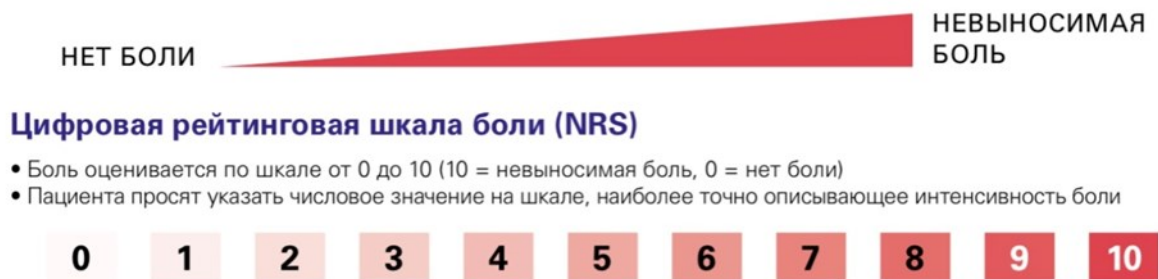 НЕТ БОЛИ
НЕВЫНОСИМАЯ
БОЛЬ
Цифровая рейтинговая шкала боли (NRS)
• Боль оценивается по шкале от 0 до 10 (10 = невыносимая боль, 0 = нет боли)
• Пациента просят указать числовое значение на шкале, наиболее точно описывающее интенсивность боли
0 1 2 3 4 5 6 7 8 9 10